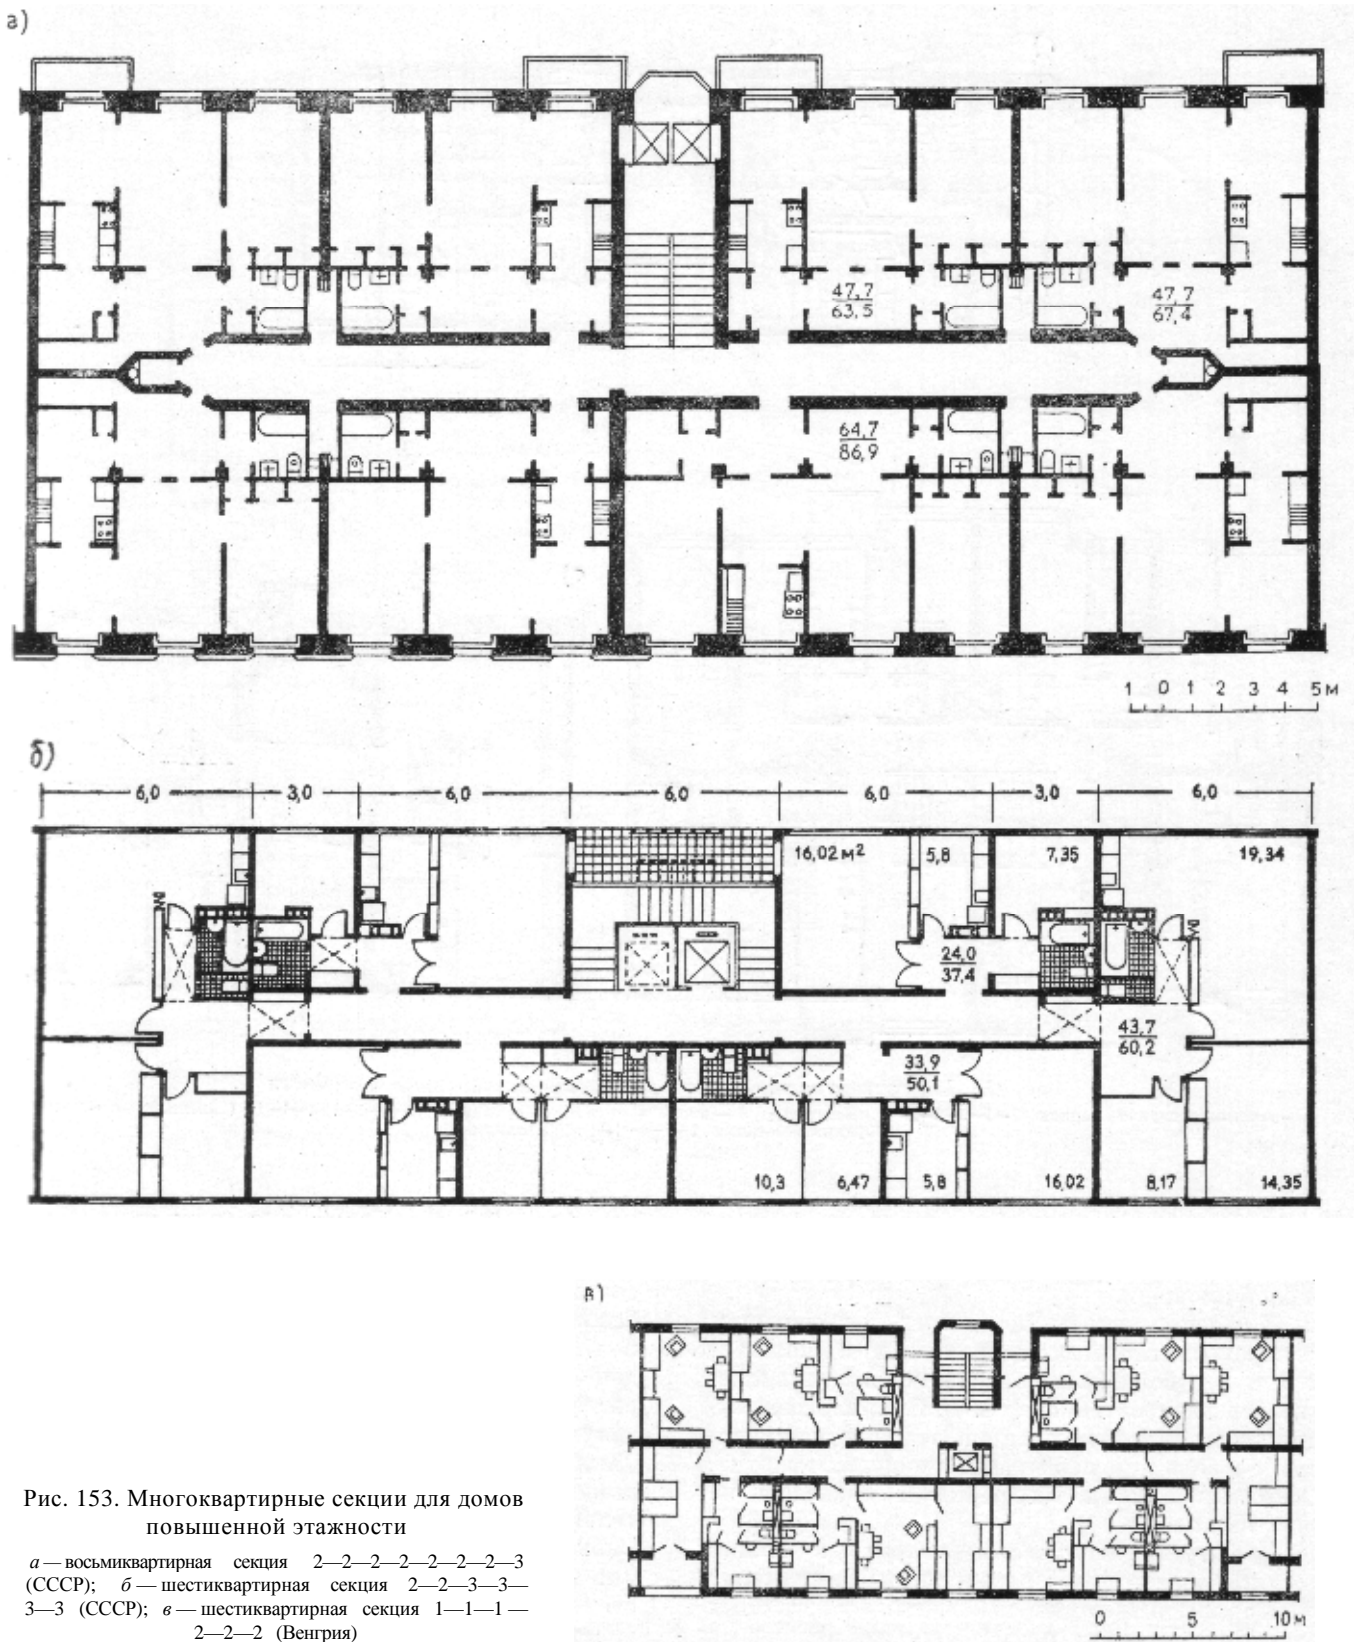 а)
47,7
63,5
47,7
67,4
64,7
86,9
1 0 1 2 3 4 5м
б)
6,0 3,0 6,0 6,0 6,0 3,0 6,0
16,02м² 5,8 7,35 19,34
24,0
37,4
43,7
60,2
33,9
50,1
10,3 6,47 5,8 16,02 8,17 14,35
в)
0 5 10м
Рис. 153. Многоквартирные секции для домов
повышенной этажности
а — восьмиквартирная секция 2—2—2—2—2—2—2—3
(СССР); б — шестиквартирная секция 2—2—3—3—
3—3 (СССР); в — шестиквартирная секция 1—1—1—
2—2—2 (Венгрия)